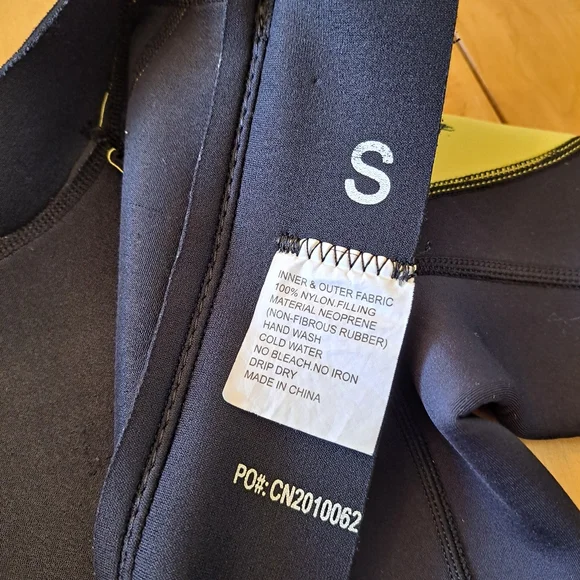 S
INNER & OUTER FABRIC
100% NYLON.FILLING
MATERIAL NEOPRENE
(NON-FIBROUS RUBBER)
HAND WASH
COLD WATER
NO BLEACH.NO IRON
DRIP DRY
MADE IN CHINA
PO#: CN2010062